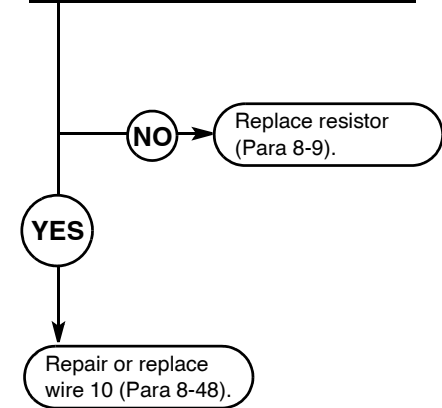 NO
Replace resistor
(Para 8-9).
YES
Repair or replace
wire 10 (Para 8-48).